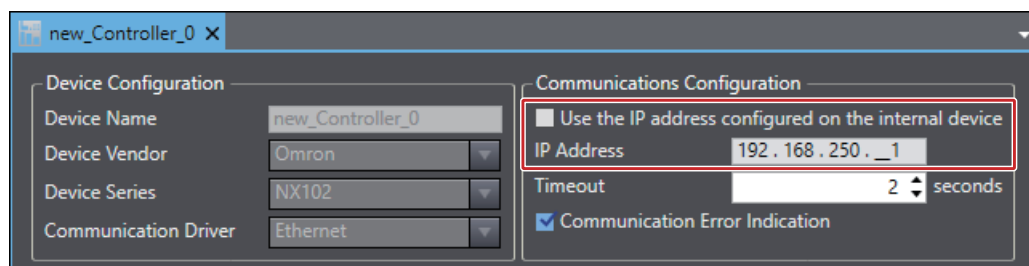 new_Controller_0
Device Configuration
Device Name new_Controller_0
Device Vendor Omron
Device Series NX102
Communication Driver Ethernet
Communications Configuration
Use the IP address configured on the internal device
IP Address 192 . 168 . 250 . __1
Timeout 2 seconds
Communication Error Indication